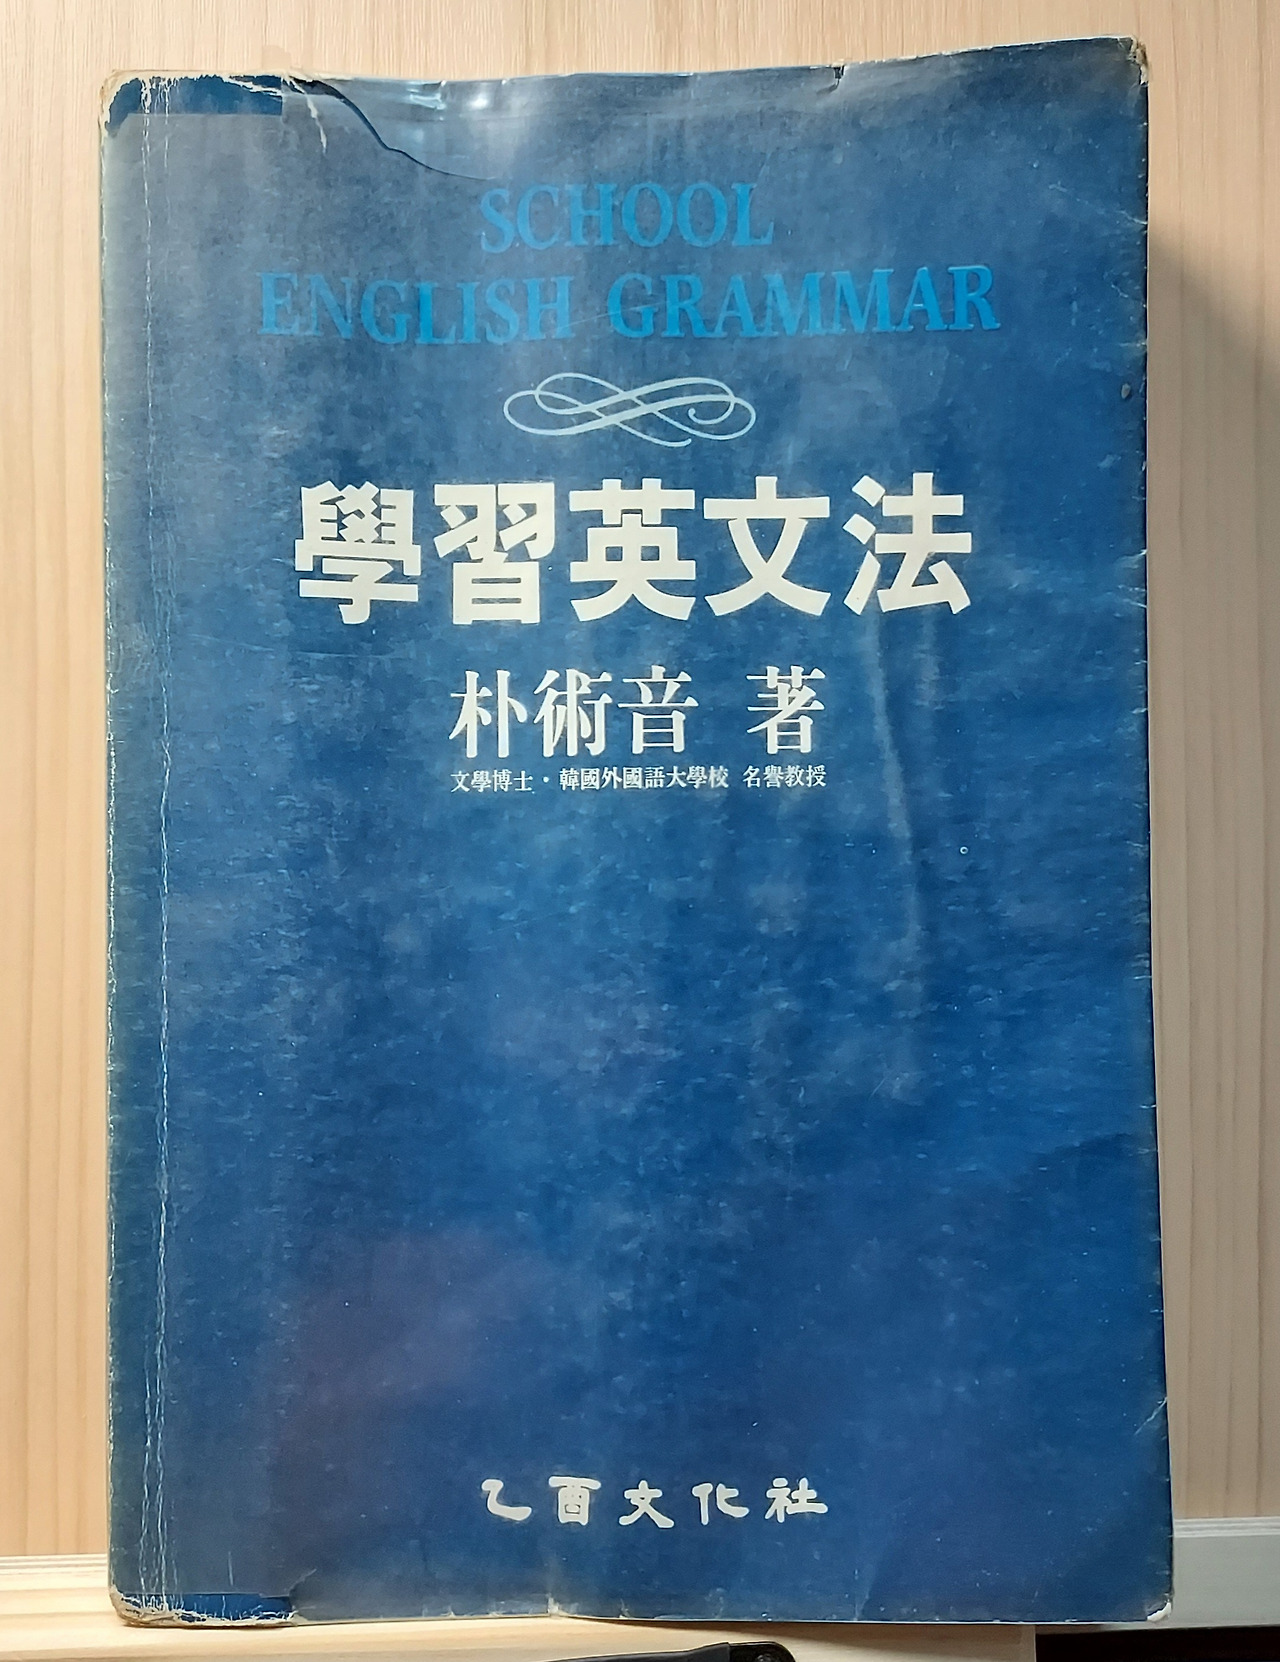 SCHOOL
ENGLISH GRAMMAR
學習英文法
朴術音 著
文學博士・韓國外國語大學校 名譽敎授
乙酉文化社